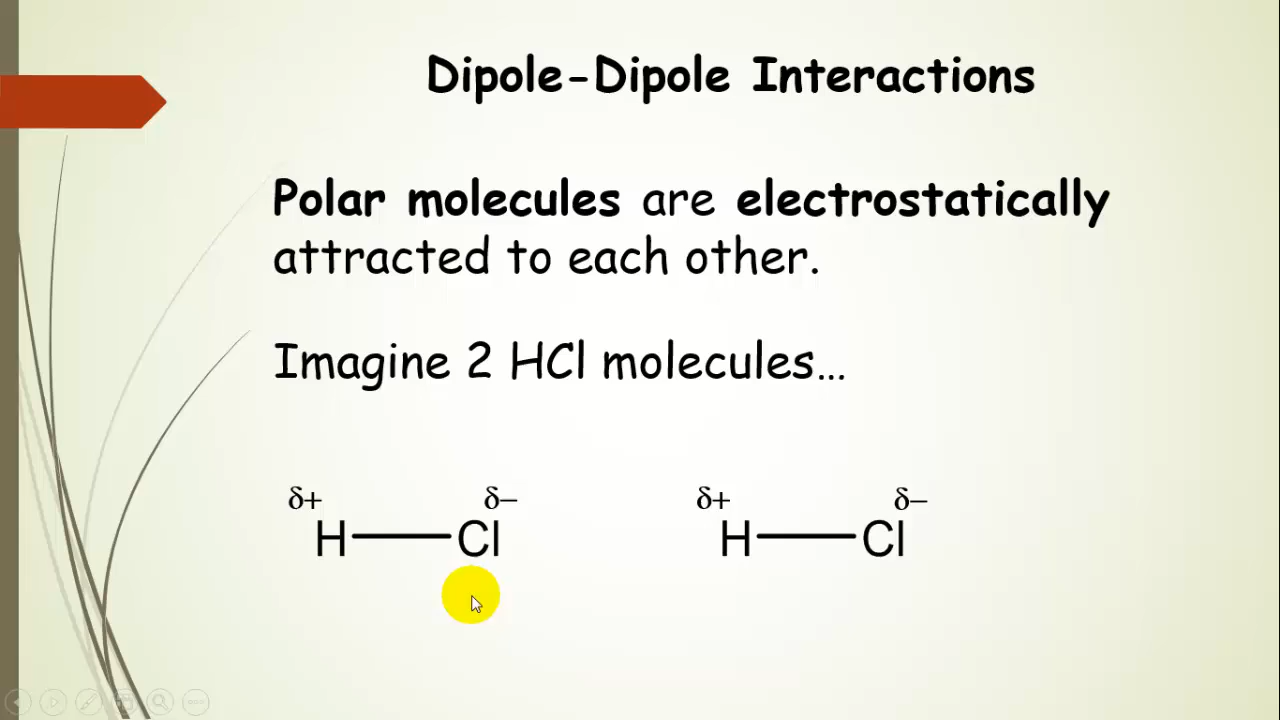 Dipole-Dipole Interactions
Polar molecules are electrostatically
attracted to each other.
Imagine 2 HCl molecules…
δ+ δ− δ+ δ−
H Cl H Cl